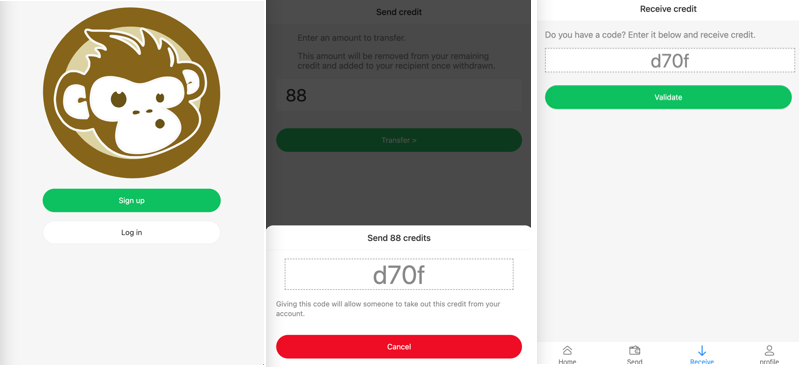 Sign up
Log in
Send credit
Enter an amount to transfer.
This amount will be removed from your remaining
credit and added to your recipient once withdrawn.
88
Transfer >
Send 88 credits
d70f
Giving this code will allow someone to take out this credit from your
account.
Cancel
Receive credit
Do you have a code? Enter it below and receive credit.
d70f
Validate
Home
Send
Receive
profile